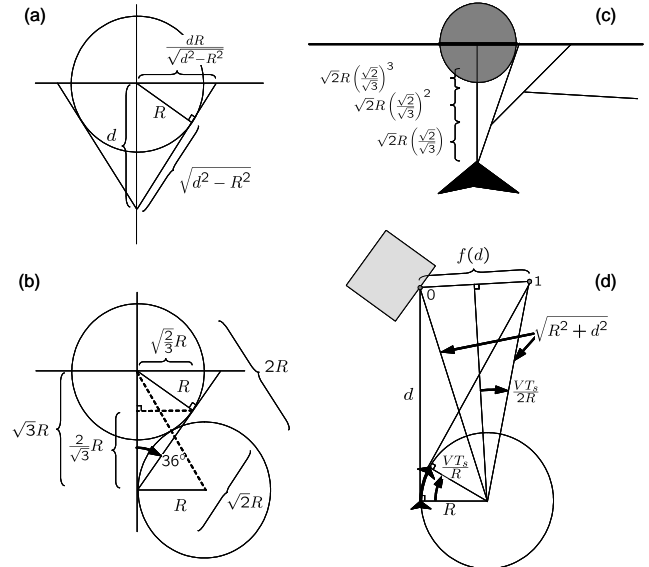 (a)
dR/√(d²−R²)
R
d
√(d²−R²)
(c)
√2R(√2/√3)³
√2R(√2/√3)²
√2R(√2/√3)
(b)
√(2/3)R
2R
R
√3R
2/√3 R
36°
R
√2R
f(d)
(d)
0
1
√(R²+d²)
d
VTₛ/2R
VTₛ/R
R